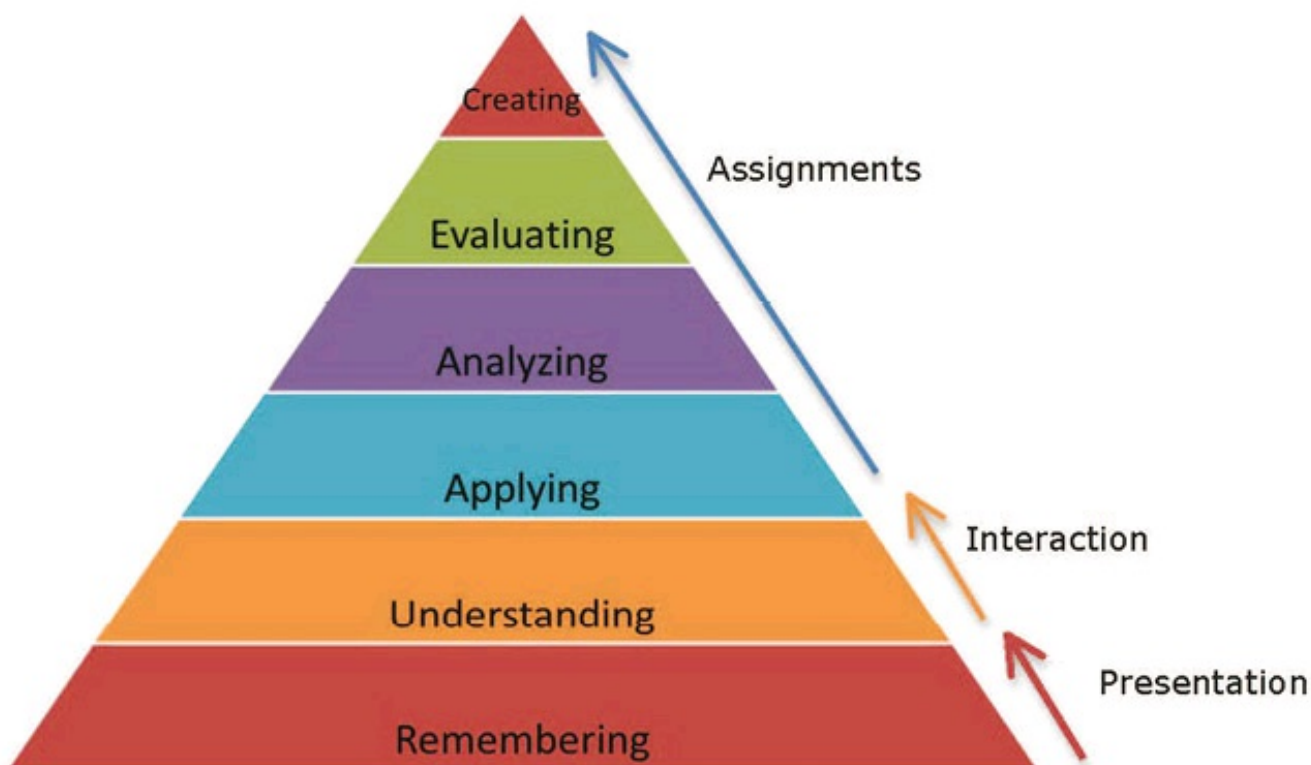 Creating
Assignments
Evaluating
Analyzing
Applying
Interaction
Understanding
Presentation
Remembering